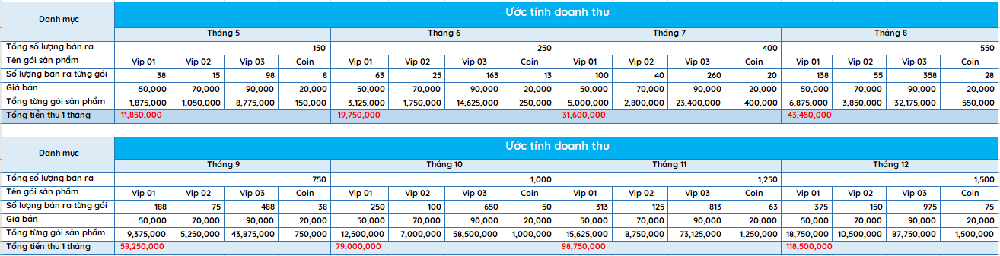 Danh mục Ước tính doanh thu
Tháng 5 Tháng 6 Tháng 7 Tháng 8
Tổng số lượng bán ra 150 250 400 550
Tên gói sản phẩm Vip 01 Vip 02 Vip 03 Coin Vip 01 Vip 02 Vip 03 Coin Vip 01 Vip 02 Vip 03 Coin Vip 01 Vip 02 Vip 03 Coin
Số lượng bán ra từng gói 38 15 98 8 63 25 163 13 100 40 260 20 138 55 358 28
Giá bán 50,000 70,000 90,000 20,000 50,000 70,000 90,000 20,000 50,000 70,000 90,000 20,000 50,000 70,000 90,000 20,000
Tổng từng gói sản phẩm 1,875,000 1,050,000 8,775,000 150,000 3,125,000 1,750,000 14,625,000 250,000 5,000,000 2,800,000 23,400,000 400,000 6,875,000 3,850,000 32,175,000 550,000
Tổng tiền thu 1 tháng 11,850,000 19,750,000 31,600,000 43,450,000
Danh mục Ước tính doanh thu
Tháng 9 Tháng 10 Tháng 11 Tháng 12
Tổng số lượng bán ra 750 1,000 1,250 1,500
Tên gói sản phẩm Vip 01 Vip 02 Vip 03 Coin Vip 01 Vip 02 Vip 03 Coin Vip 01 Vip 02 Vip 03 Coin Vip 01 Vip 02 Vip 03 Coin
Số lượng bán ra từng gói 188 75 488 38 250 100 650 50 313 125 813 63 375 150 975 75
Giá bán 50,000 70,000 90,000 20,000 50,000 70,000 90,000 20,000 50,000 70,000 90,000 20,000 50,000 70,000 90,000 20,000
Tổng từng gói sản phẩm 9,375,000 5,250,000 43,875,000 750,000 12,500,000 7,000,000 58,500,000 1,000,000 15,625,000 8,750,000 73,125,000 1,250,000 18,750,000 10,500,000 87,750,000 1,500,000
Tổng tiền thu 1 tháng 59,250,000 79,000,000 98,750,000 118,500,000